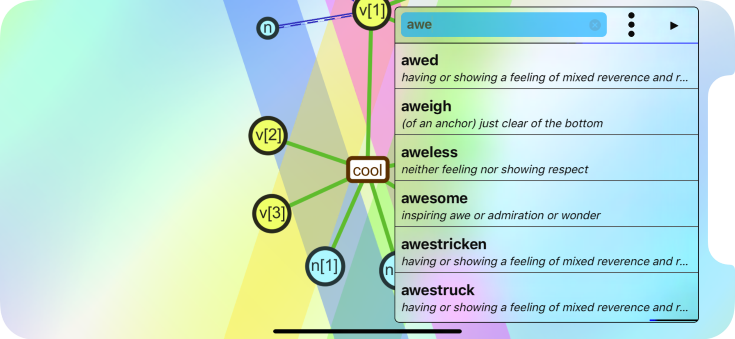 v[1]
n
awe
awed
having or showing a feeling of mixed reverence and r...
aweigh
(of an anchor) just clear of the bottom
v[2]
aweless
neither feeling nor showing respect
cool
awesome
inspiring awe or admiration or wonder
v[3]
awestricken
having or showing a feeling of mixed reverence and r...
n[1]
n
awestruck
having or showing a feeling of mixed reverence and r...